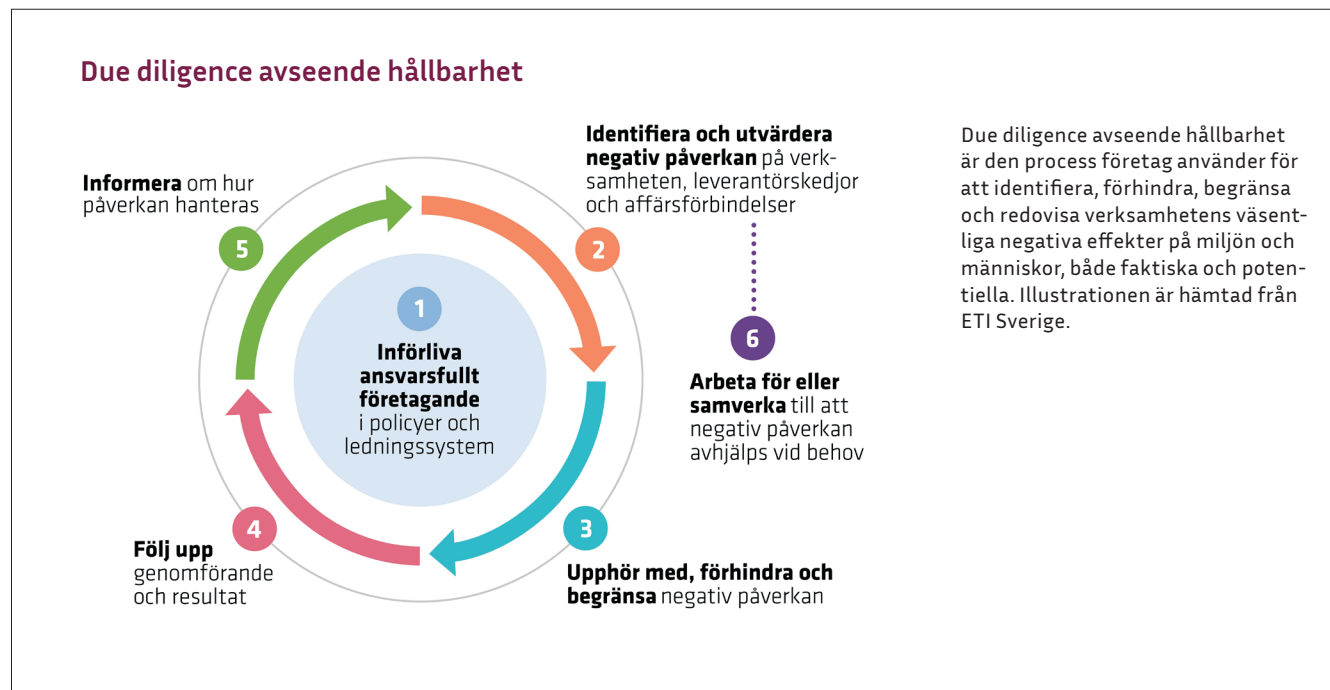 Due diligence avseende hållbarhet
1
Införliva
ansvarsfullt
företagande
i policyer och
ledningssystem
2
Identifiera och utvärdera
negativ påverkan på verk-
samheten, leverantörskedjor
och affärsförbindelser
3
Upphör med, förhindra och
begränsa negativ påverkan
4
Följ upp
genomförande
och resultat
5
Informera om hur
påverkan hanteras
6
Arbeta för eller
samverka till att
negativ påverkan
avhjälps vid behov
Due diligence avseende hållbarhet
är den process företag använder för
att identifiera, förhindra, begränsa
och redovisa verksamhetens väsent-
liga negativa effekter på miljön och
människor, både faktiska och poten-
tiella. Illustrationen är hämtad från
ETI Sverige.